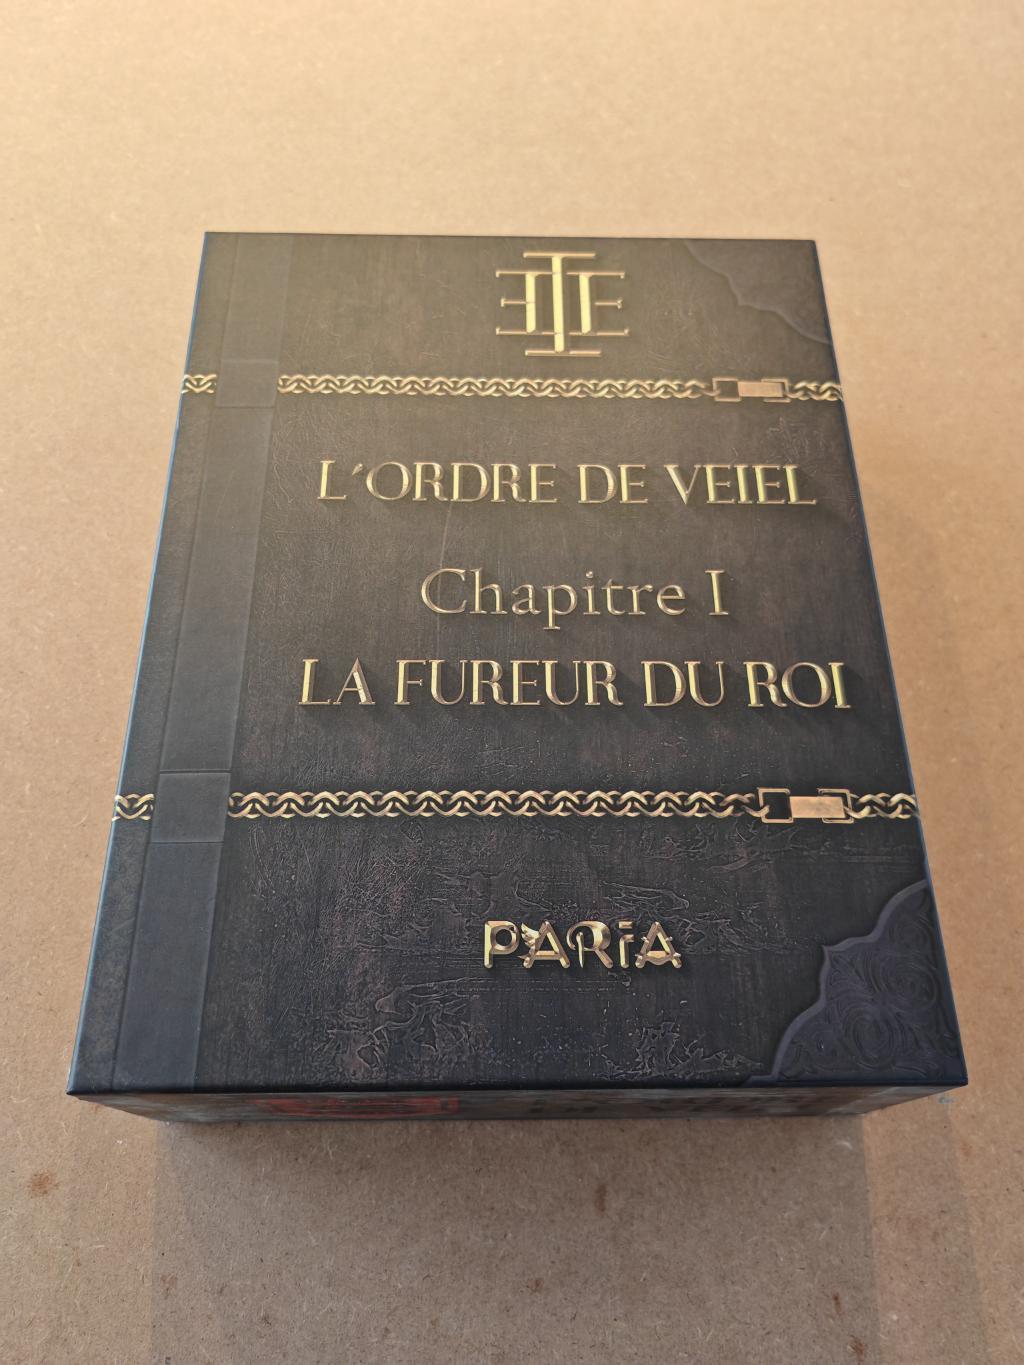 L'ORDRE DE VEIEL
Chapitre I
LA FUREUR DU ROI
PARiA